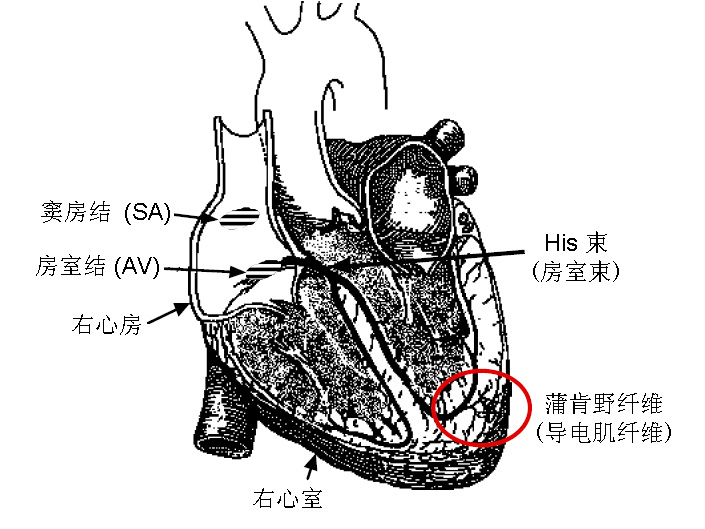 窦房结 (SA)
房室结 (AV)
右心房
右心室
His 束
(房室束)
蒲肯野纤维
(导电肌纤维)